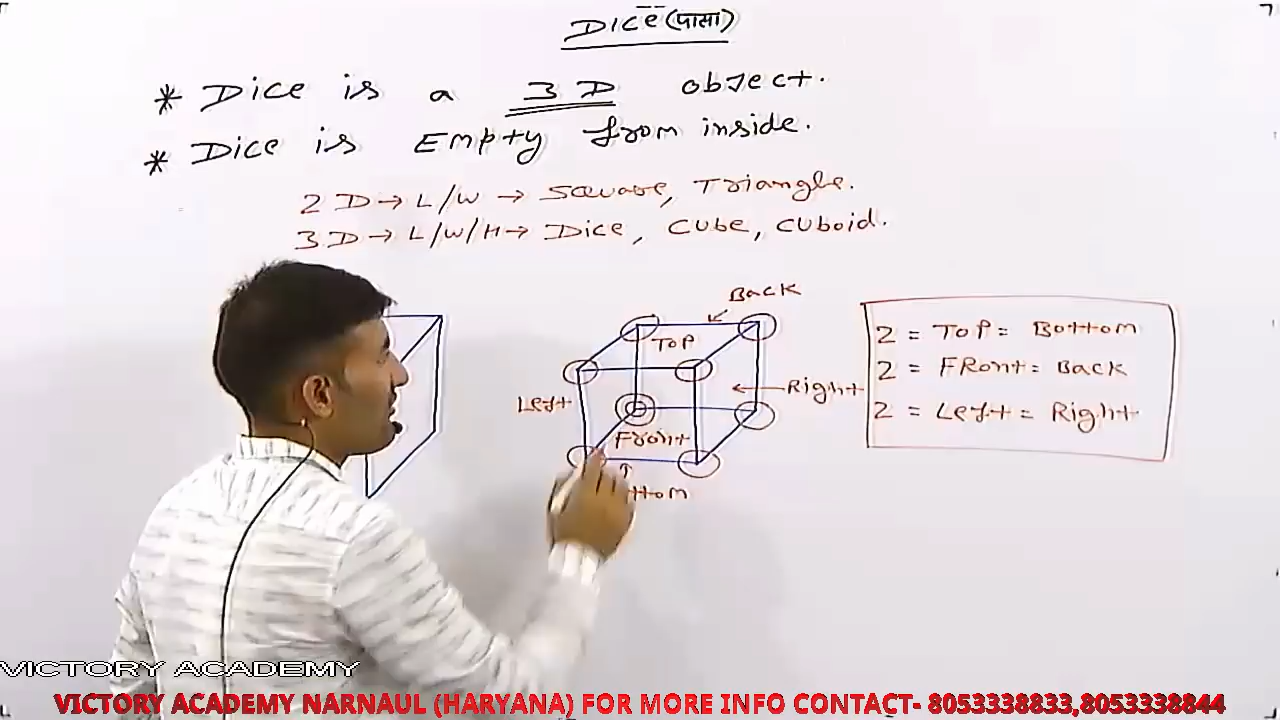 Dice (पासा)
* Dice is a 3D object.
* Dice is Empty from inside.
2D → L/W → Square, Triangle.
3D → L/W/H → Dice, Cube, Cuboid.
Back
Top
Left
Right
Front
ttom
2 = Top = Bottom
2 = Front = Back
2 = Left = Right
VICTORY ACADEMY
VICTORY ACADEMY NARNAUL (HARYANA) FOR MORE INFO CONTACT- 8053338833,8053338844